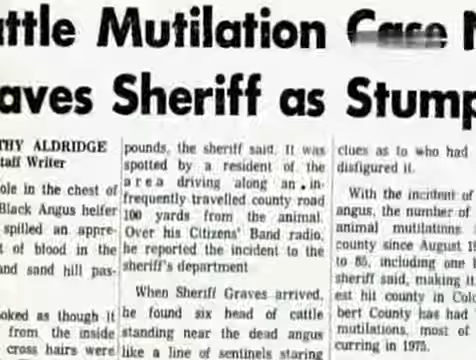 ttle Mutilation Case
aves Sheriff as Stump
THY ALDRIDGE
taff Writer
ole in the chest of
Black Angus heifer
spilled an appre-
t of blood in the
and sand hill pas-
ooked as though it
from the inside
cross hairs were
pounds, the sheriff said. It was
spotted by a resident of the
area driving along an in-
frequently travelled county road
100 yards from the animal.
Over his Citizens' Band radio,
he reported the incident to the
sheriff's department
When Sheriff Graves arrived,
he found six head of cattle
standing near the dead angus
like a line of sentinels staring
clues as to who had
disfigured it.
With the incident of
angus, the number of
animal mutilations
county since August 19
to 85, including one
sheriff said, making it
est hit county in Colo
bert County has had
mutilations, most of
curring in 1975.